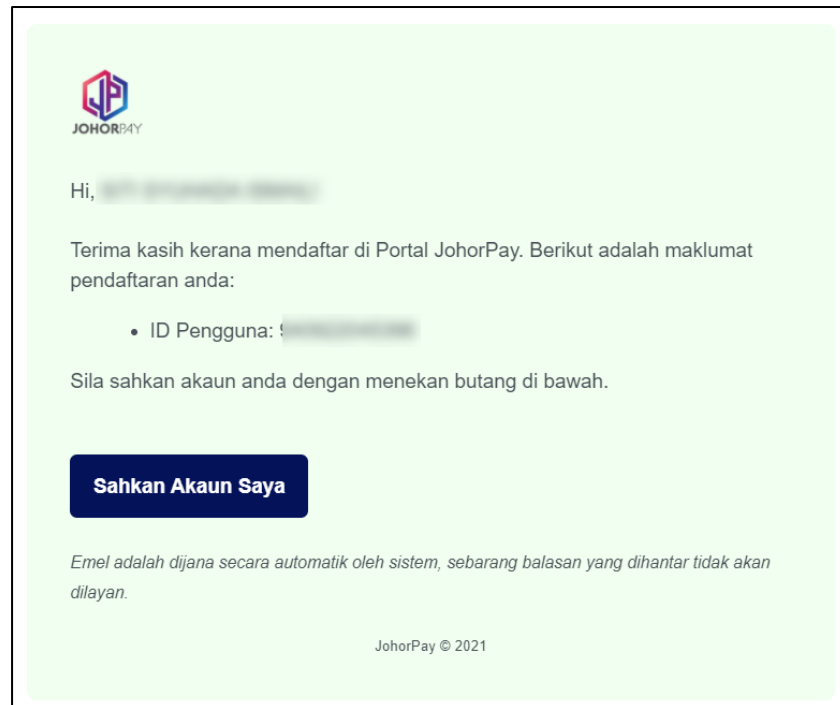 JP
JOHORPAY
Hi,
Terima kasih kerana mendaftar di Portal JohorPay. Berikut adalah maklumat
pendaftaran anda:
• ID Pengguna:
Sila sahkan akaun anda dengan menekan butang di bawah.
Sahkan Akaun Saya
Emel adalah dijana secara automatik oleh sistem, sebarang balasan yang dihantar tidak akan
dilayan.
JohorPay © 2021